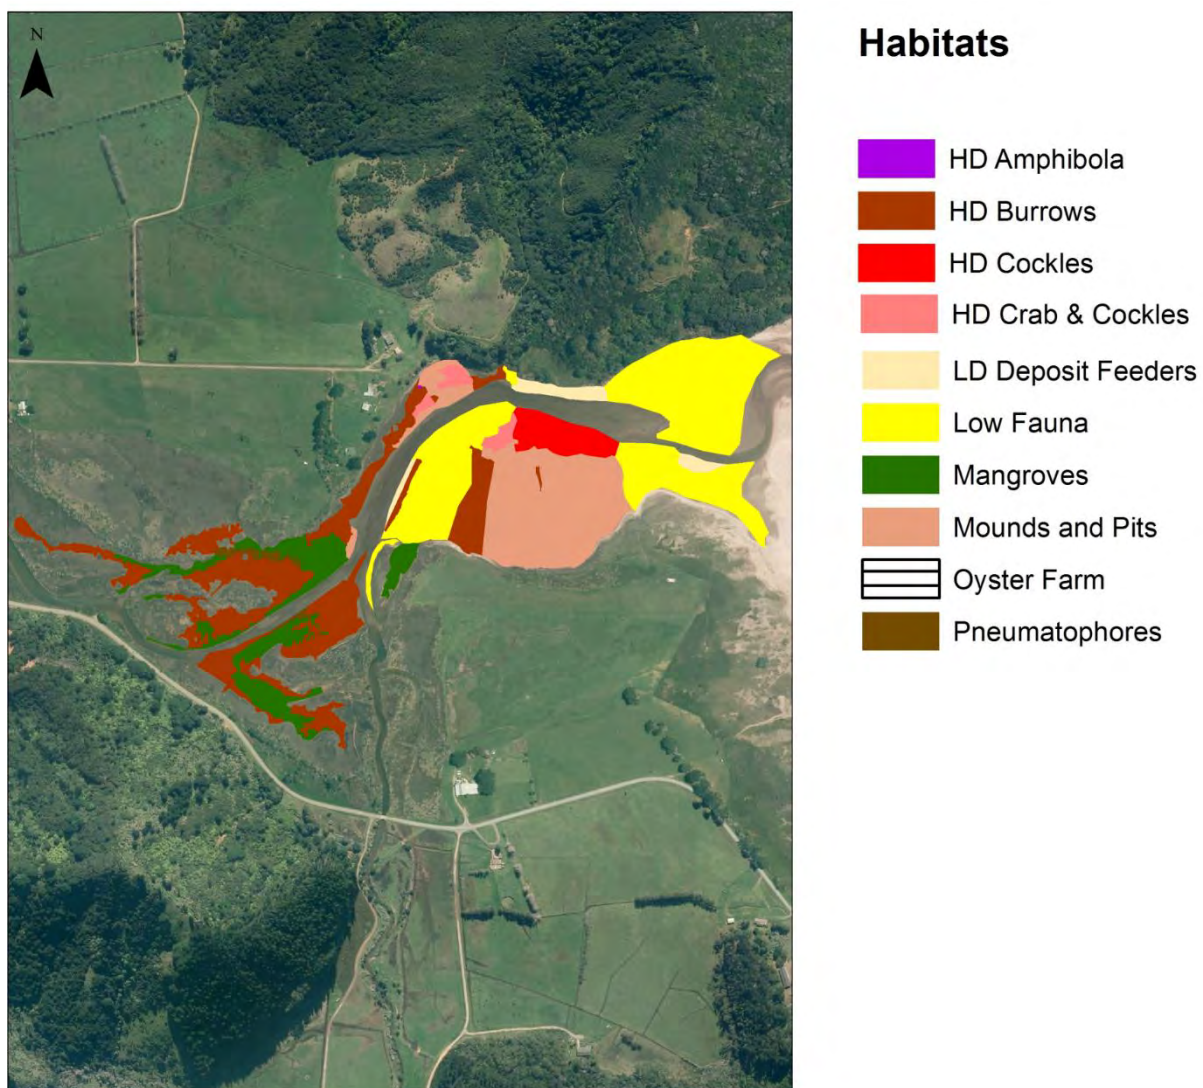 N
Habitats
HD Amphibola
HD Burrows
HD Cockles
HD Crab & Cockles
LD Deposit Feeders
Low Fauna
Mangroves
Mounds and Pits
Oyster Farm
Pneumatophores